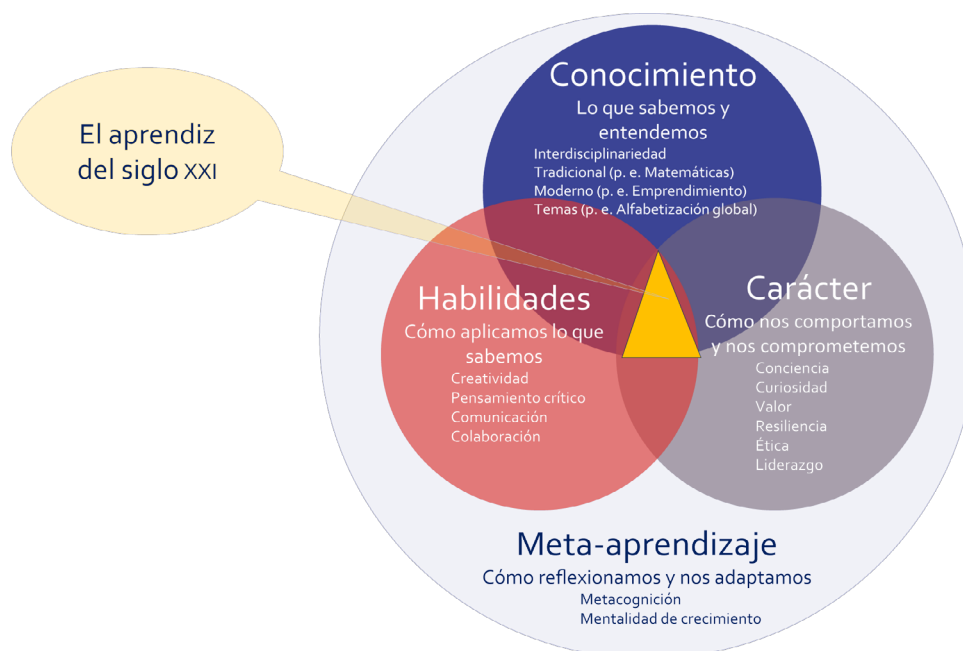 El aprendiz
del siglo XXI
Conocimiento
Lo que sabemos y
entendemos
Interdisciplinariedad
Tradicional (p. e. Matemáticas)
Moderno (p. e. Emprendimiento)
Temas (p. e. Alfabetización global)
Habilidades
Cómo aplicamos lo que
sabemos
Creatividad
Pensamiento crítico
Comunicación
Colaboración
Carácter
Cómo nos comportamos
y nos comprometemos
Conciencia
Curiosidad
Valor
Resiliencia
Ética
Liderazgo
Meta-aprendizaje
Cómo reflexionamos y nos adaptamos
Metacognición
Mentalidad de crecimiento